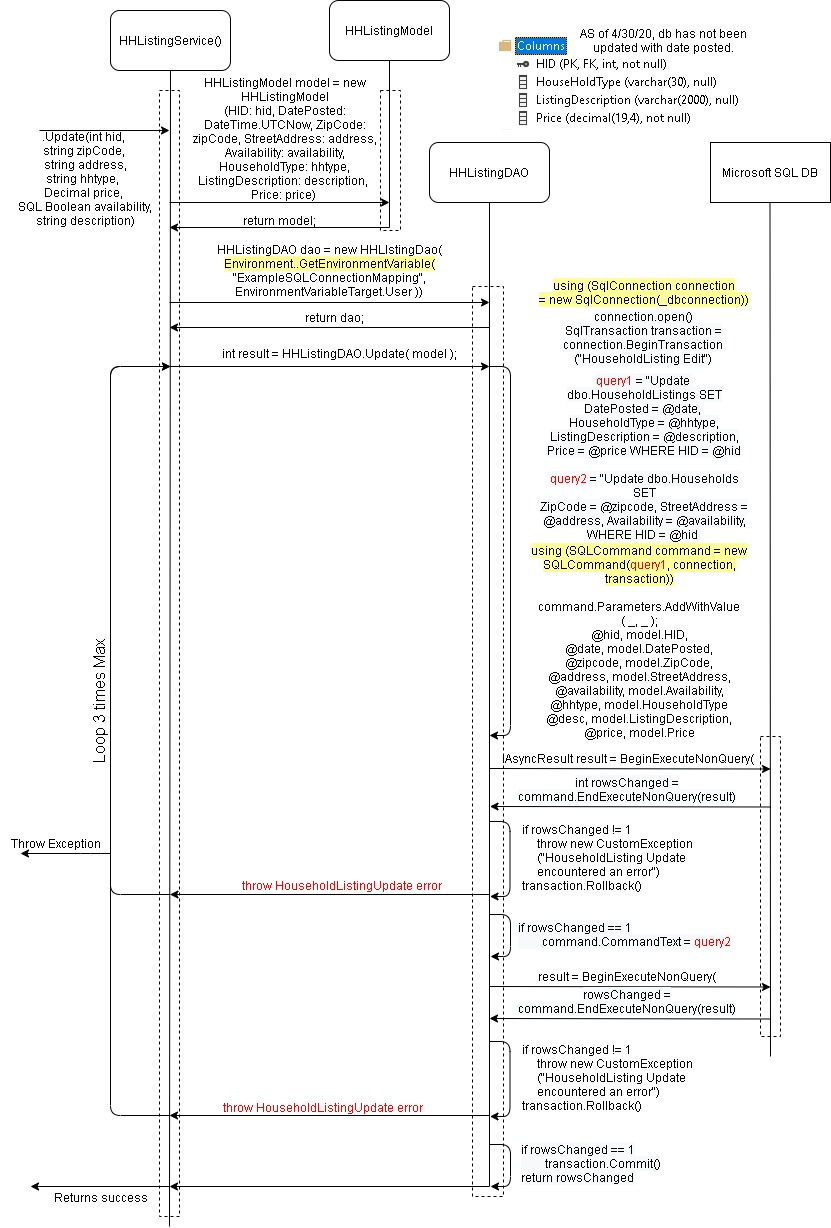 HHListingService()
HHListingModel
AS of 4/30/20, db has not been
updated with date posted.
Columns
HID (PK, FK, int, not null)
HouseHoldType (varchar(30), null)
ListingDescription (varchar(2000), null)
Price (decimal(19,4), not null)
HHListingModel model = new
HHListingModel
(HID: hid, DatePosted:
DateTime.UTCNow, ZipCode:
zipCode, StreetAddress: address,
Availability: availability,
HouseholdType: hhtype,
ListingDescription: description,
Price: price)
.Update(int hid,
string zipCode,
string address,
string hhtype,
Decimal price,
SQL Boolean availability,
string description)
return model;
HHListingDAO
Microsoft SQL DB
HHListingDAO dao = new HHLIstingDao(
Environment..GetEnvironmentVariable(
"ExampleSQLConnectionMapping",
EnvironmentVariableTarget.User ))
return dao;
int result = HHListingDAO.Update( model );
using (SqlConnection connection
= new SqlConnection(_dbconnection))
connection.open()
SqlTransaction transaction =
connection.BeginTransaction
("HouseholdListing Edit")
query1 = "Update
dbo.HouseholdListings SET
DatePosted = @date,
HouseholdType = @hhtype,
ListingDescription = @description,
Price = @price WHERE HID = @hid
query2 = "Update dbo.Households
SET
ZipCode = @zipcode, StreetAddress =
@address, Availability = @availability,
WHERE HID = @hid
using (SQLCommand command = new
SQLCommand(query1, connection,
transaction))
command.Parameters.AddWithValue
( _, _ );
@hid, model.HID,
@date, model.DatePosted,
@zipcode, model.ZipCode,
@address, model.StreetAddress,
@availability, model.Availability,
@hhtype, model.HouseholdType
@desc, model.ListingDescription,
@price, model.Price
Loop 3 times Max
AsyncResult result = BeginExecuteNonQuery(
int rowsChanged =
command.EndExecuteNonQuery(result)
if rowsChanged != 1
throw new CustomException
("HouseholdListing Update
encountered an error")
transaction.Rollback()
Throw Exception
throw HouseholdListingUpdate error
if rowsChanged == 1
command.CommandText = query2
result = BeginExecuteNonQuery(
rowsChanged =
command.EndExecuteNonQuery(result)
if rowsChanged != 1
throw new CustomException
("HouseholdListing Update
encountered an error")
transaction.Rollback()
throw HouseholdListingUpdate error
if rowsChanged == 1
transaction.Commit()
return rowsChanged
Returns success